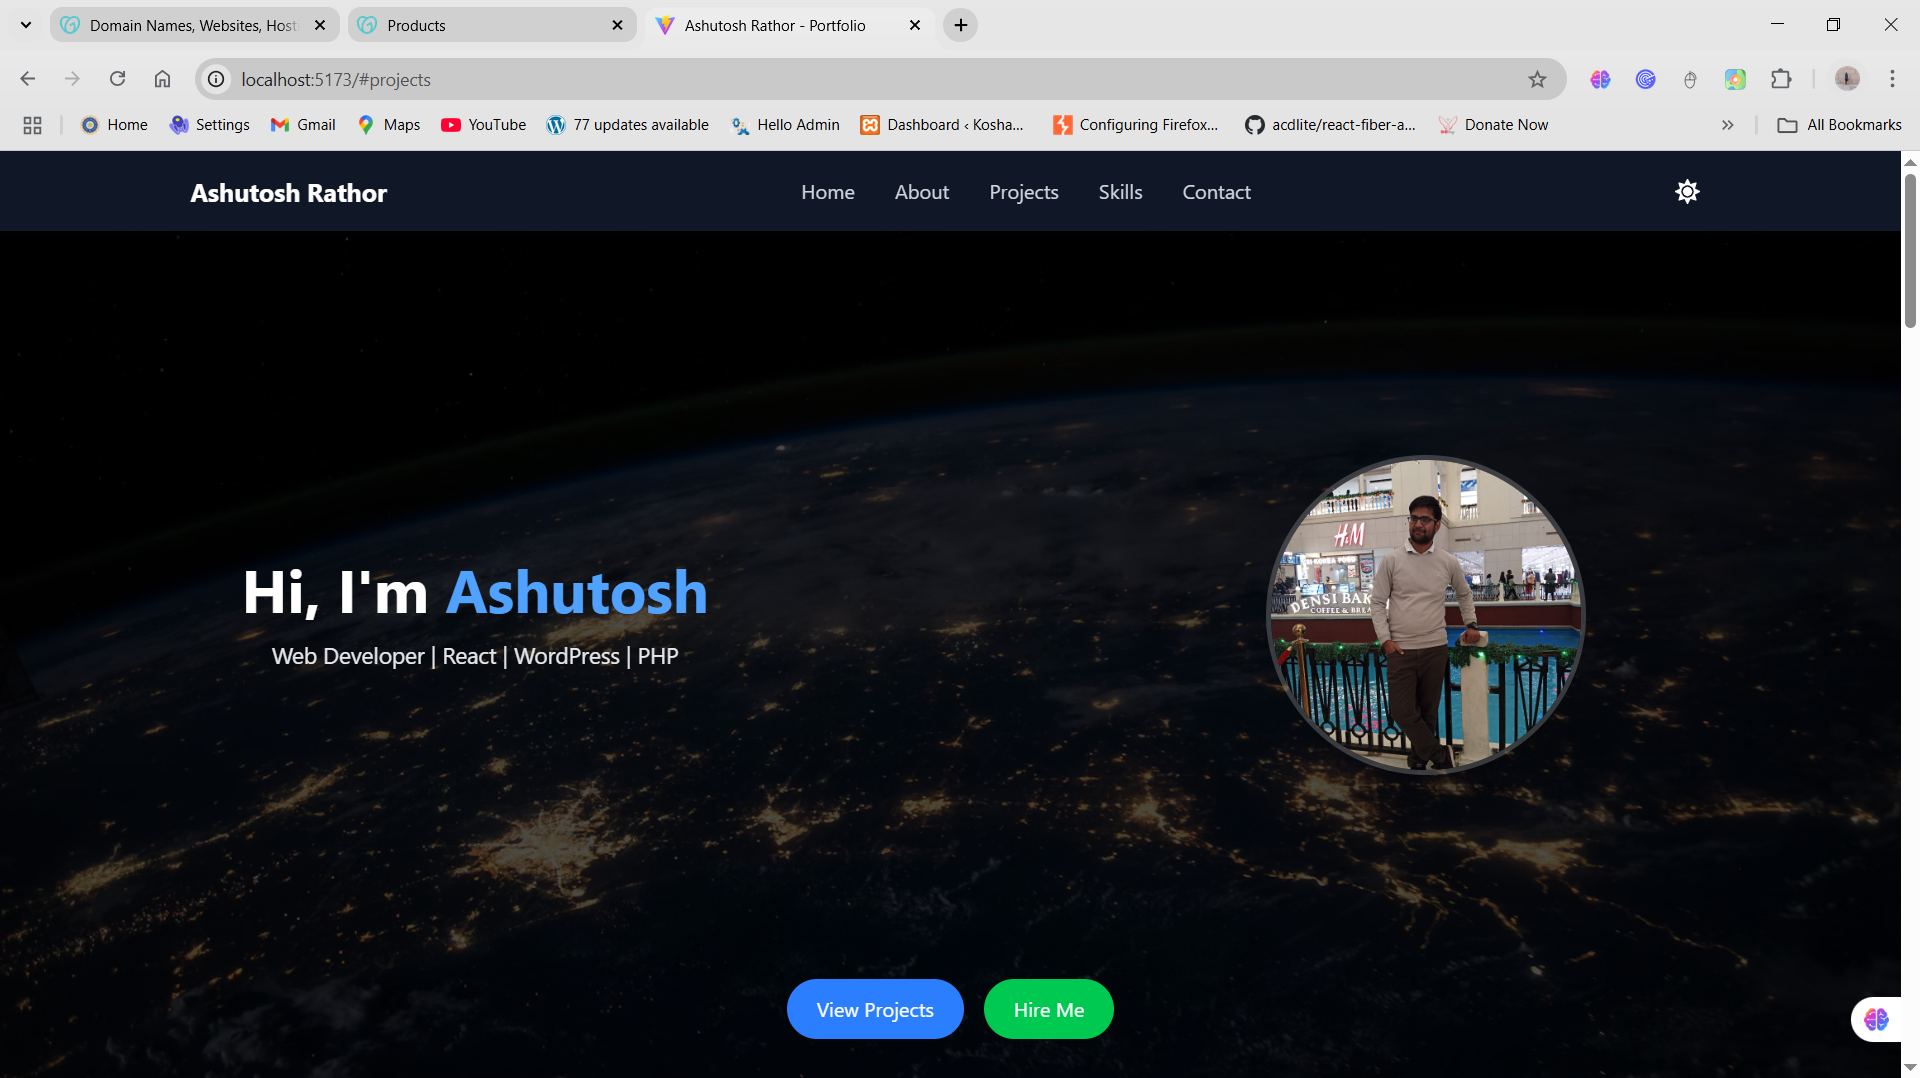 Domain Names, Websites, Host
Products
Ashutosh Rathor - Portfolio
localhost:5173/#projects
Home
Settings
Gmail
Maps
YouTube
77 updates available
Hello Admin
Dashboard ‹ Kosha...
Configuring Firefox...
acdlite/react-fiber-a...
Donate Now
All Bookmarks
Ashutosh Rathor
Home
About
Projects
Skills
Contact
H&M
DENSI BAK
COFFEE & BREA
Hi, I'm Ashutosh
Web Developer | React | WordPress | PHP
View Projects
Hire Me